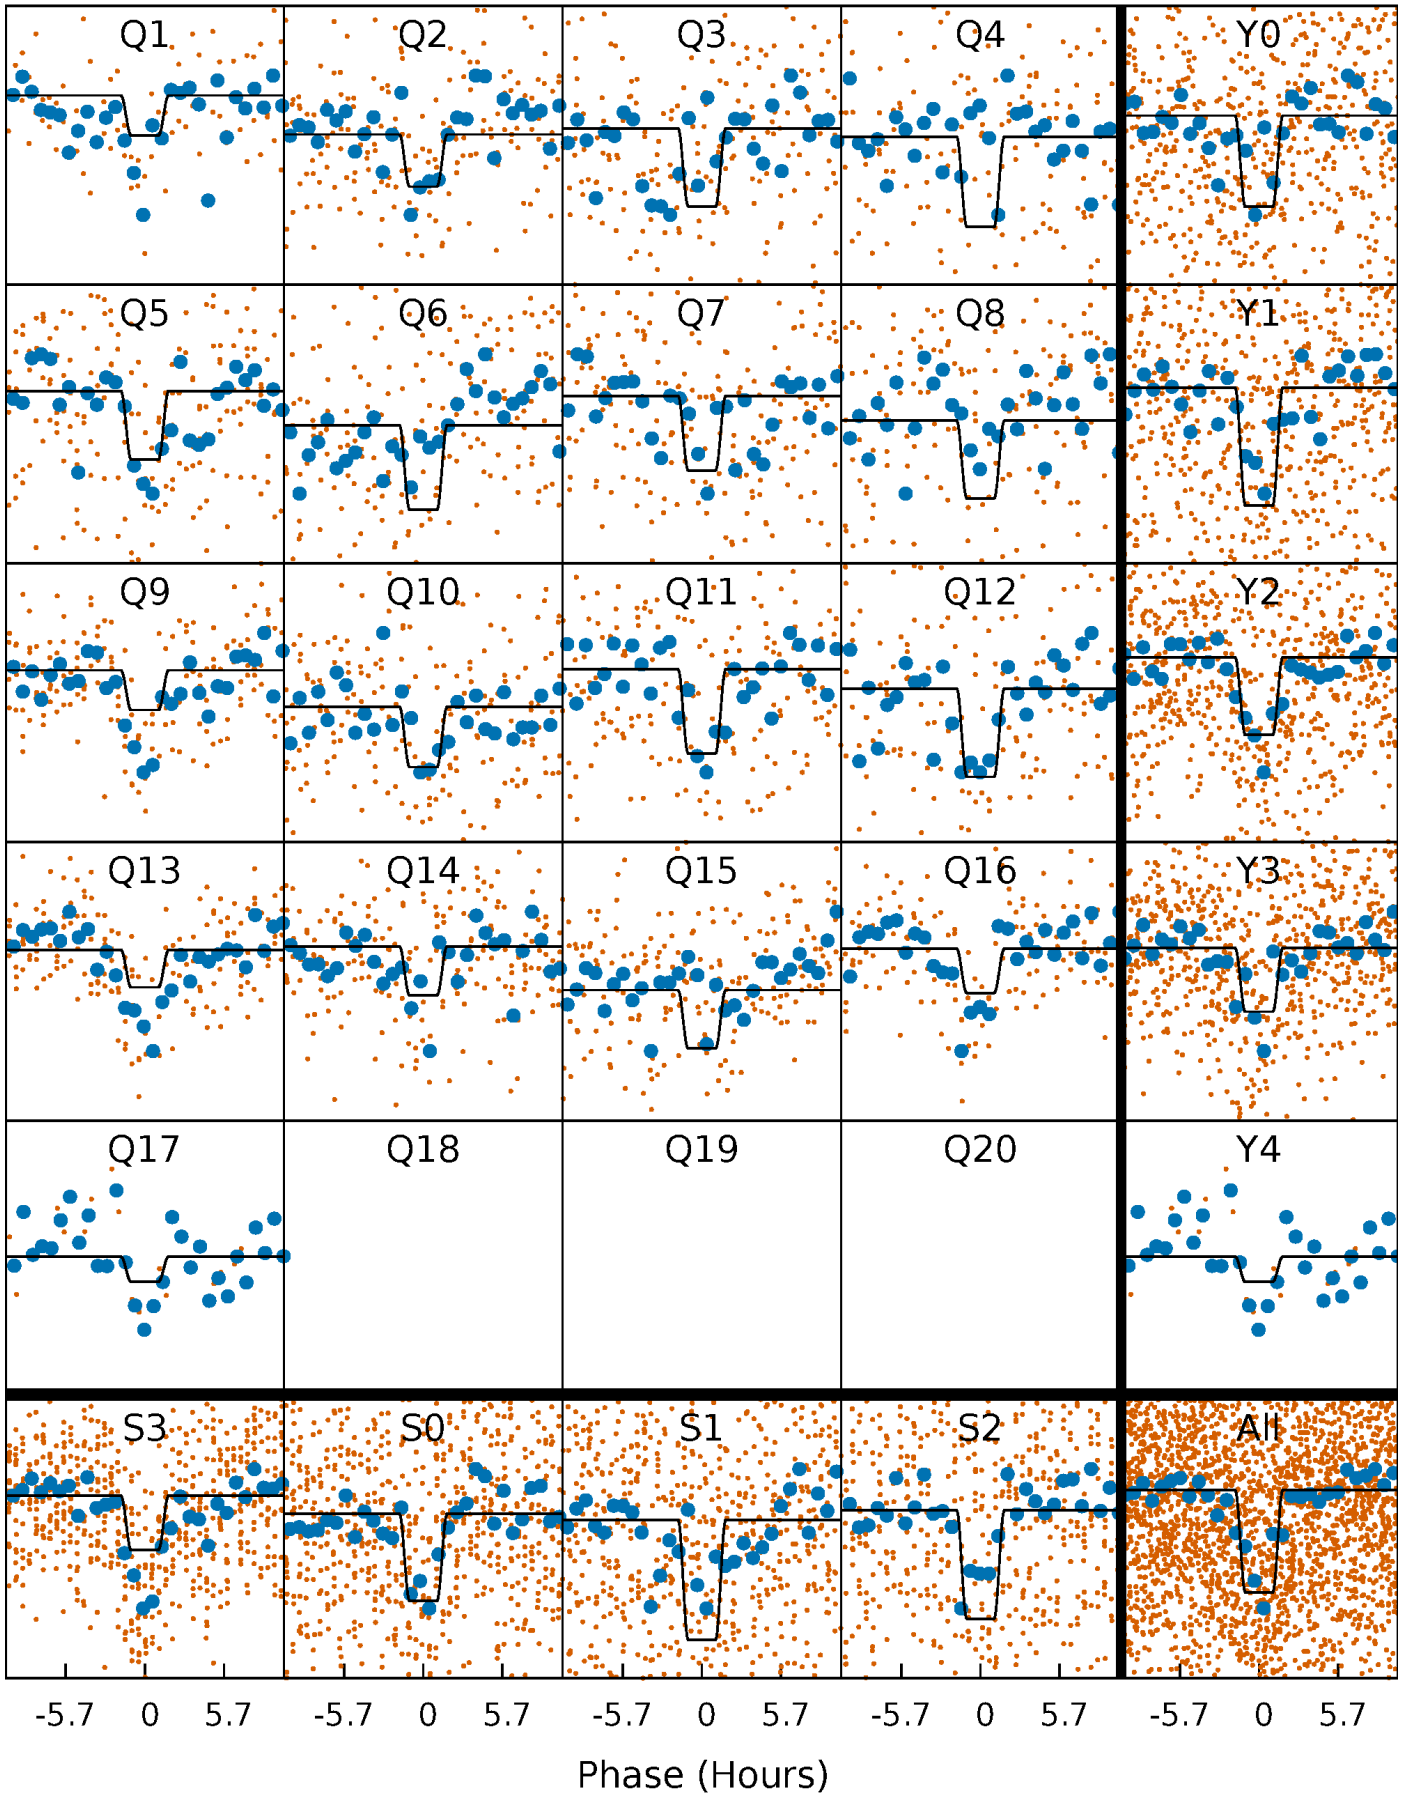 Q1 Q2 Q3 Q4 Y0
Q5 Q6 Q7 Q8 Y1
Q9 Q10 Q11 Q12 Y2
Q13 Q14 Q15 Q16 Y3
Q17 Q18 Q19 Q20 Y4
S3 S0 S1 S2 All
-5.7 0 5.7 -5.7 0 5.7 -5.7 0 5.7 -5.7 0 5.7 -5.7 0 5.7
Phase (Hours)